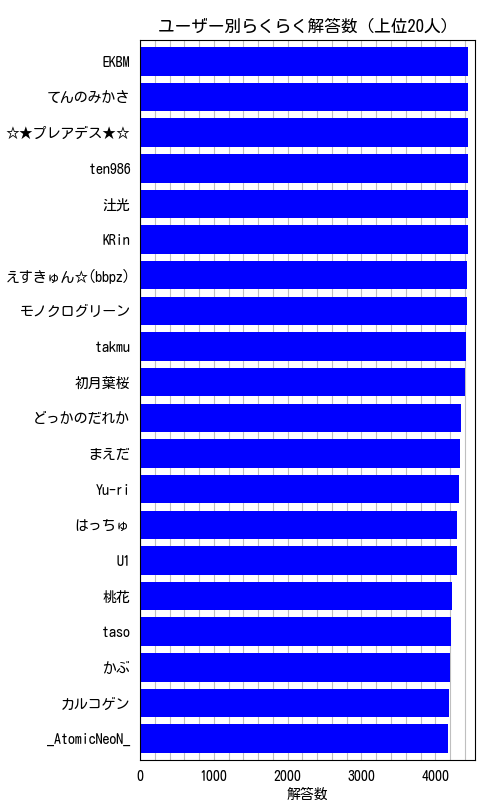 ユーザー別らくらく解答数（上位20人）
EKBM
てんのみかさ
☆★プレアデス★☆
ten986
汢光
KRin
えすきゅん☆(bbpz)
モノクログリーン
takmu
初月葉桜
どっかのだれか
まえだ
Yu-ri
はっちゅ
U1
桃花
taso
かぶ
カルコゲン
_AtomicNeoN_
0 1000 2000 3000 4000
解答数